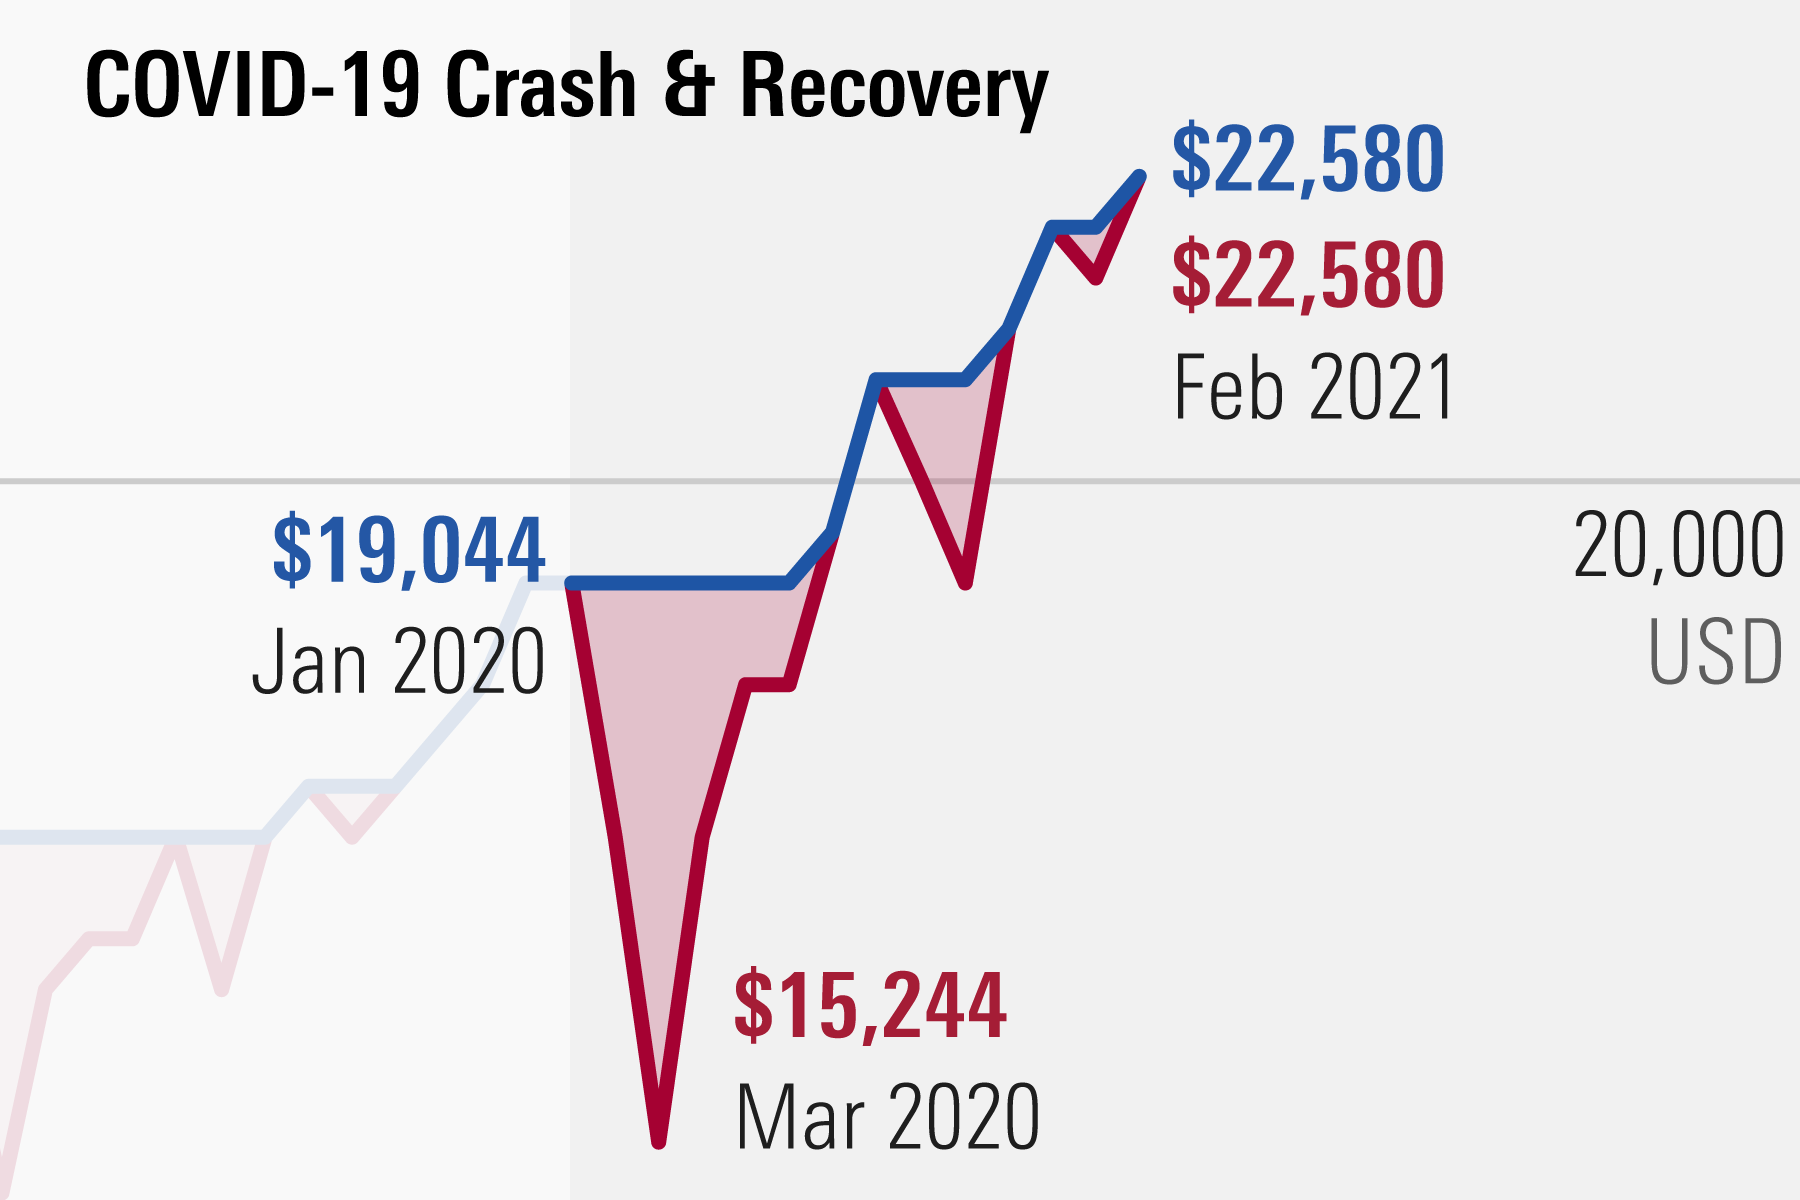 COVID-19 Crash & Recovery
$22,580
$22,580
Feb 2021
$19,044
Jan 2020
20,000
USD
$15,244
Mar 2020